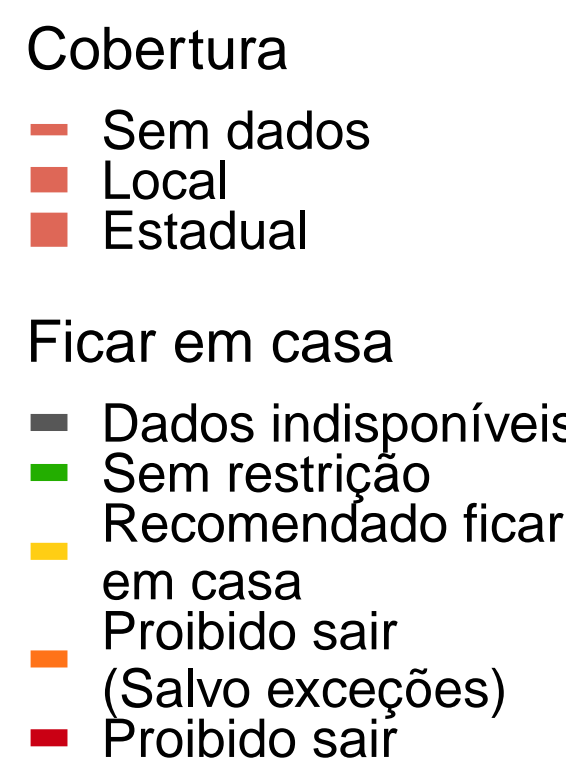 Cobertura
Sem dados
Local
Estadual
Ficar em casa
Dados indisponíveis
Sem restrição
Recomendado ficar
em casa
Proibido sair
(Salvo exceções)
Proibido sair